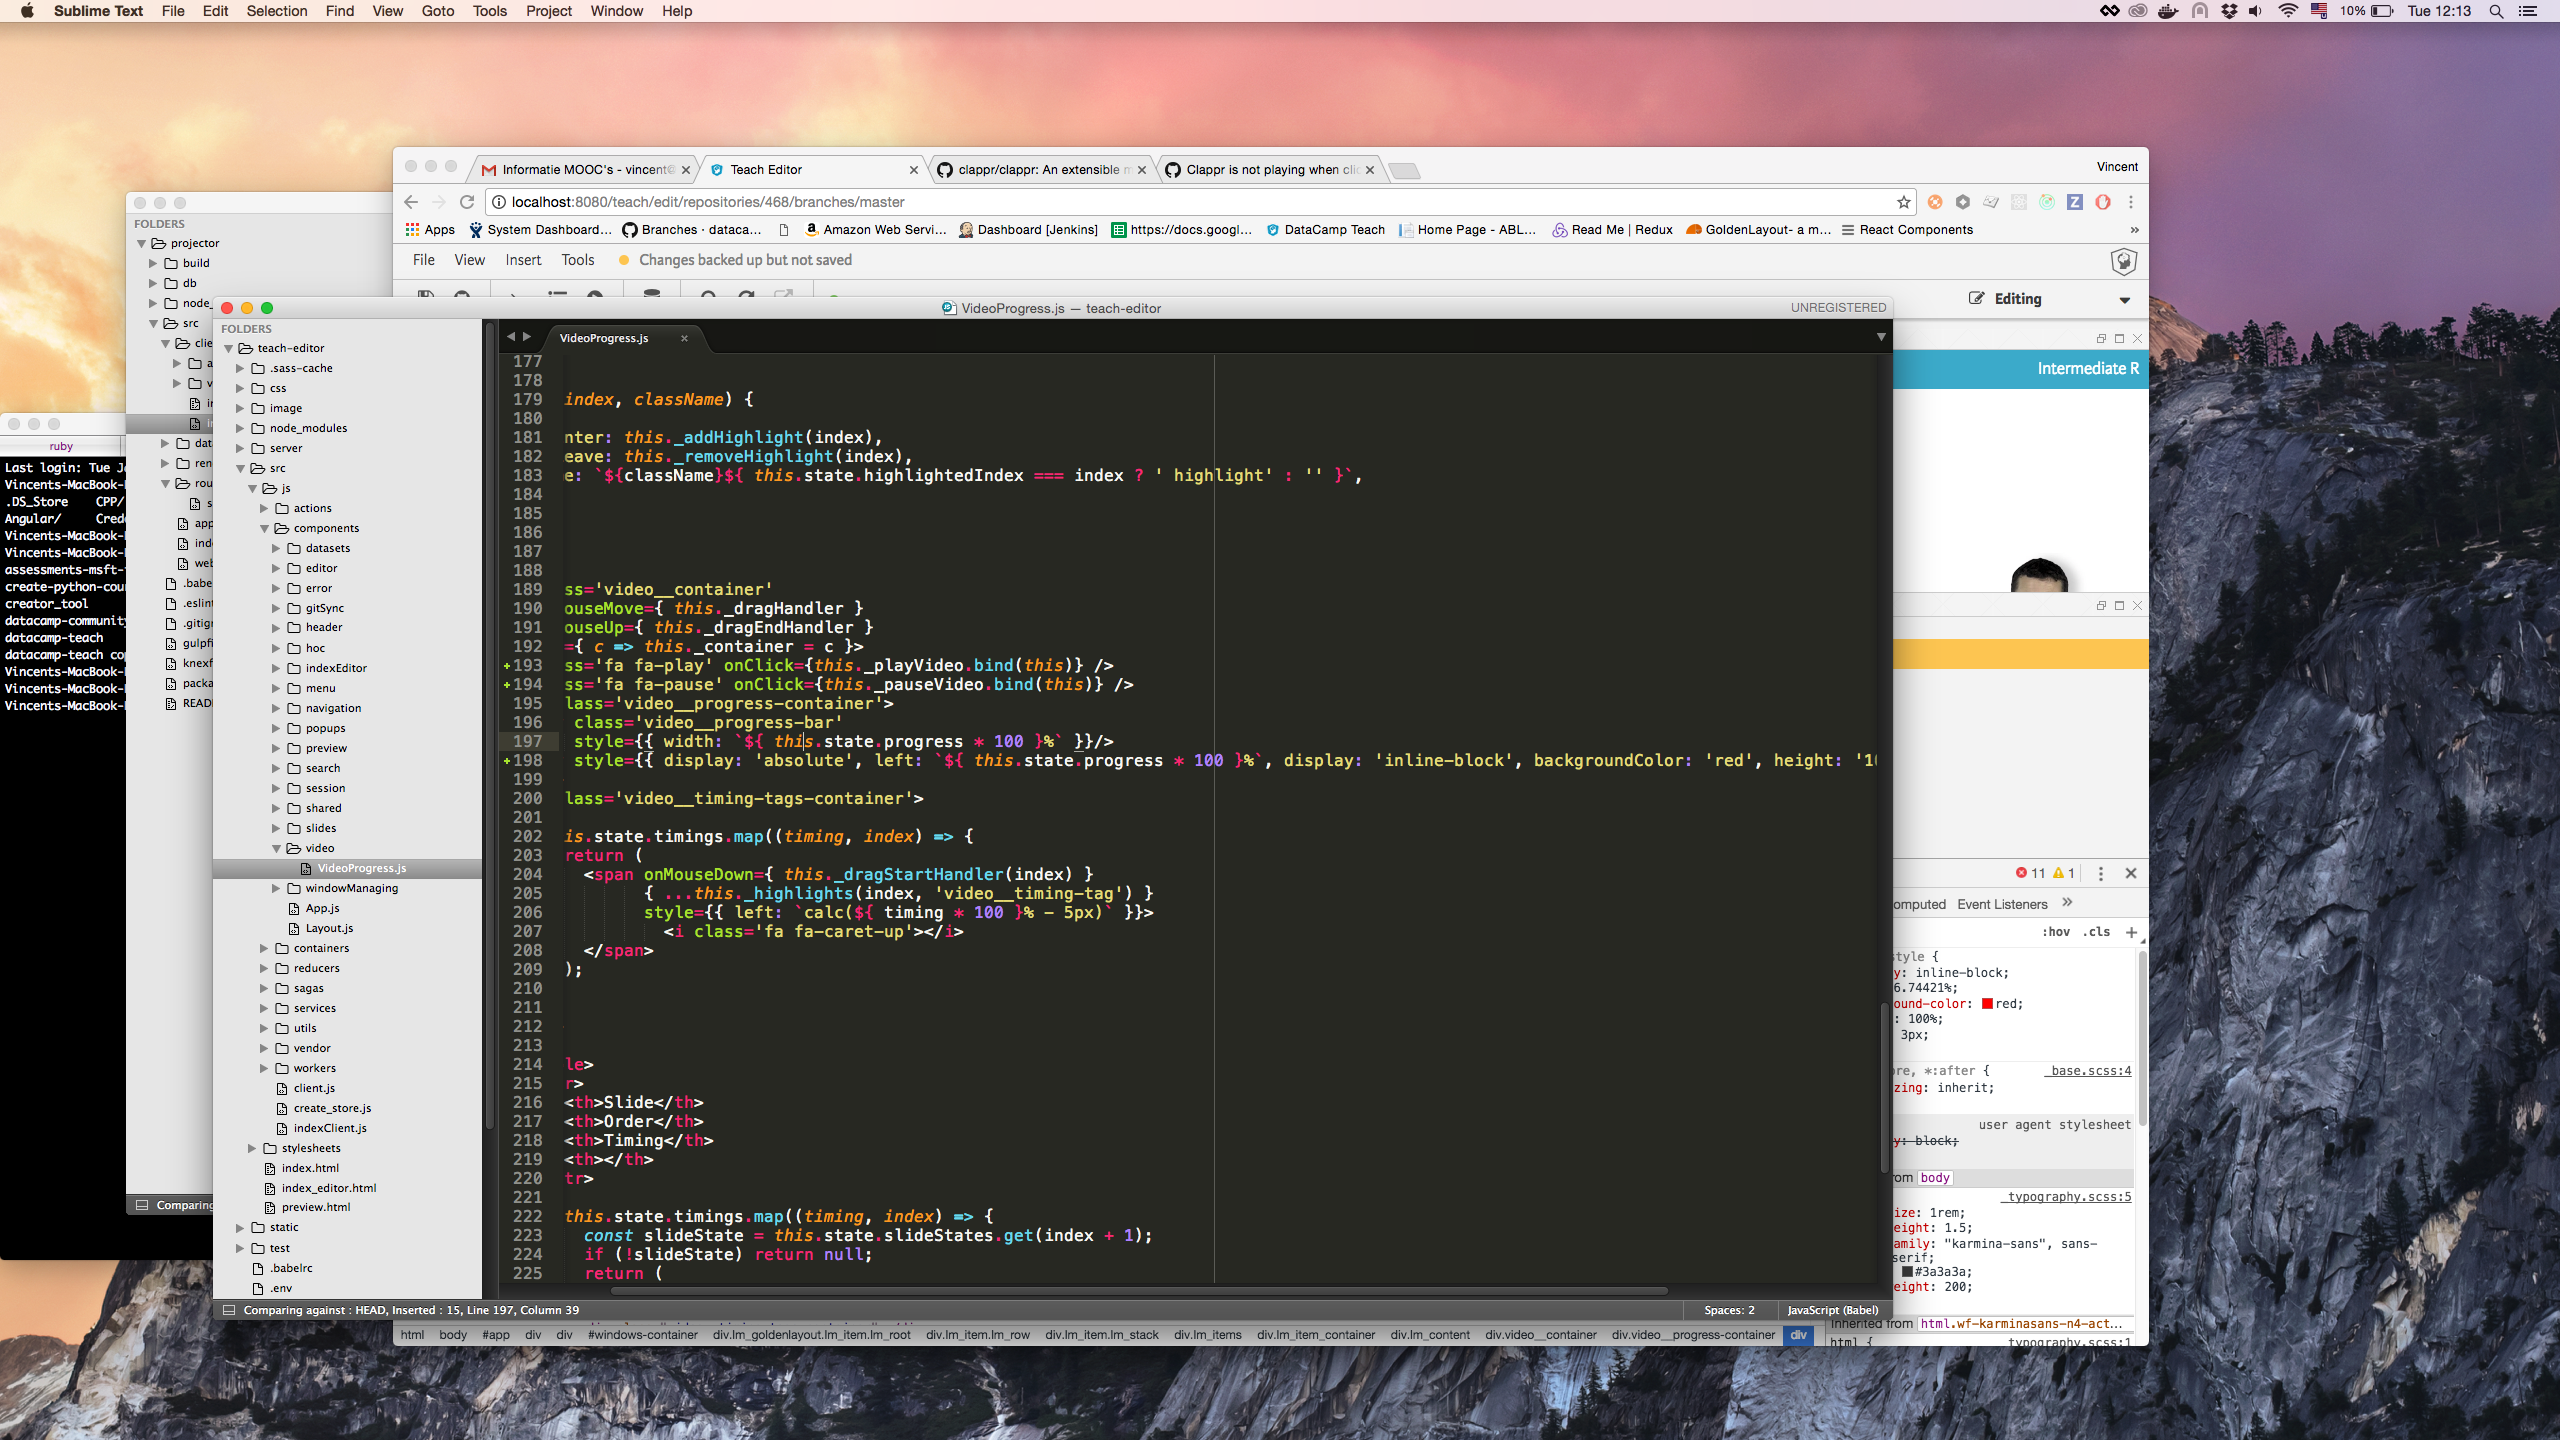 Sublime Text File Edit Selection Find View Goto Tools Project Window Help
10% Tue 12:13
Informatie MOOC's - vincent
Teach Editor
clappr/clappr: An extensible m
Clappr is not playing when clic
Vincent
localhost:8080/teach/edit/repositories/468/branches/master
Apps System Dashboard... Branches · dataca... Amazon Web Servi... Dashboard [Jenkins] https://docs.googl... DataCamp Teach Home Page - ABL... Read Me | Redux GoldenLayout- a m... React Components »
File View Insert Tools Changes backed up but not saved
Editing
Intermediate R
FOLDERS
projector
build
db
node_
src
clie
a
v
dat
ren
rou
s
app
inde
web
.babe
.eslint
.gitign
gulpfi
knexf
packa
READ
Comparing
ruby
Last login: Tue Ja
Vincents-MacBook-
.DS_Store CPP/
Angular/ Crede
Vincents-MacBook-
Vincents-MacBook-
assessments-msft-
create-python-cou
creator_tool
datacamp-community
datacamp-teach
datacamp-teach cop
Vincents-MacBook-
Vincents-MacBook-
Vincents-MacBook-
VideoProgress.js — teach-editor
UNREGISTERED
FOLDERS
teach-editor
.sass-cache
css
image
node_modules
server
src
js
actions
components
datasets
editor
error
gitSync
header
hoc
indexEditor
menu
navigation
popups
preview
search
session
shared
slides
video
VideoProgress.js
windowManaging
App.js
Layout.js
containers
reducers
sagas
services
utils
vendor
workers
client.js
create_store.js
indexClient.js
stylesheets
index.html
index_editor.html
preview.html
static
test
.babelrc
.env
VideoProgress.js
177
178
179 index, className) {
180
181 nter: this._addHighlight(index),
182 eave: this._removeHighlight(index),
183 e: `${className}${ this.state.highlightedIndex === index ? ' highlight' : '' }`,
184
185
186
187
188
189 ss='video__container'
190 ouseMove={ this._dragHandler }
191 ouseUp={ this._dragEndHandler }
192 ={ c => this._container = c }>
193 ss='fa fa-play' onClick={this._playVideo.bind(this)} />
194 ss='fa fa-pause' onClick={this._pauseVideo.bind(this)} />
195 lass='video__progress-container'>
196 class='video__progress-bar'
197 style={{ width: `${ this.state.progress * 100 }%` }}/>
198 style={{ display: 'absolute', left: `${ this.state.progress * 100 }%`, display: 'inline-block', backgroundColor: 'red', height: '10
199
200 lass='video__timing-tags-container'>
201
202 is.state.timings.map((timing, index) => {
203 return (
204 <span onMouseDown={ this._dragStartHandler(index) }
205 { ...this._highlights(index, 'video__timing-tag') }
206 style={{ left: `calc(${ timing * 100 }% - 5px)` }}>
207 <i class='fa fa-caret-up'></i>
208 </span>
209 );
210
211
212
213
214 le>
215 r>
216 <th>Slide</th>
217 <th>Order</th>
218 <th>Timing</th>
219 <th></th>
220 tr>
221
222 this.state.timings.map((timing, index) => {
223 const slideState = this.state.slideStates.get(index + 1);
224 if (!slideState) return null;
225 return (
Comparing against : HEAD, Inserted : 15, Line 197, Column 39
Spaces: 2 JavaScript (Babel)
html body #app div div #windows-container div.lm_goldenlayout.lm_item.lm_root div.lm_item.lm_row div.lm_item.lm_stack div.lm_items div.lm_item_container div.lm_content div.video__container div.video__progress-container div
11 1
omputed Event Listeners »
:hov .cls +
style {
y: inline-block;
6.74421%;
ound-color: red;
: 100%;
3px;
ore, *:after { _base.scss:4
zing: inherit;
user agent stylesheet
y: block;
rom body
_typography.scss:5
ize: 1rem;
eight: 1.5;
amily: "karmina-sans", sans-
serif;
#3a3a3a;
eight: 200;
Inherited from html.wf-karminasans-n4-act...
html { _typography.scss:1